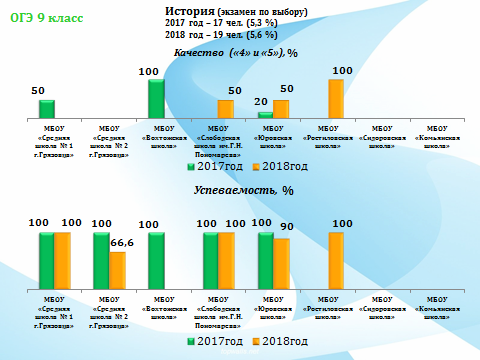 ОГЭ 9 класс
История (экзамен по выбору)
2017 год – 17 чел. (5,3 %)
2018 год – 19 чел. (5,6 %)
Качество («4» и «5»), %
50
100
50
20
50
100
МБОУ «Средняя школа № 1 г.Грязовца»
МБОУ «Средняя школа № 2 г.Грязовца»
МБОУ «Вохтожская школа»
МБОУ «Слободская школа им.Г.Н. Пономарева»
МБОУ «Юровская школа»
МБОУ «Ростиловская школа»
МБОУ «Сидоровская школа»
МБОУ «Комьянская школа»
2017год
2018год
Успеваемость, %
100
100
100
66,6
100
100
100
100
90
100
МБОУ «Средняя школа № 1 г.Грязовца»
МБОУ «Средняя школа № 2 г.Грязовца»
МБОУ «Вохтожская школа»
МБОУ «Слободская школа им.Г.Н. Пономарева»
МБОУ «Юровская школа»
МБОУ «Ростиловская школа»
МБОУ «Сидоровская школа»
МБОУ «Комьянская школа»
2017год
2018год